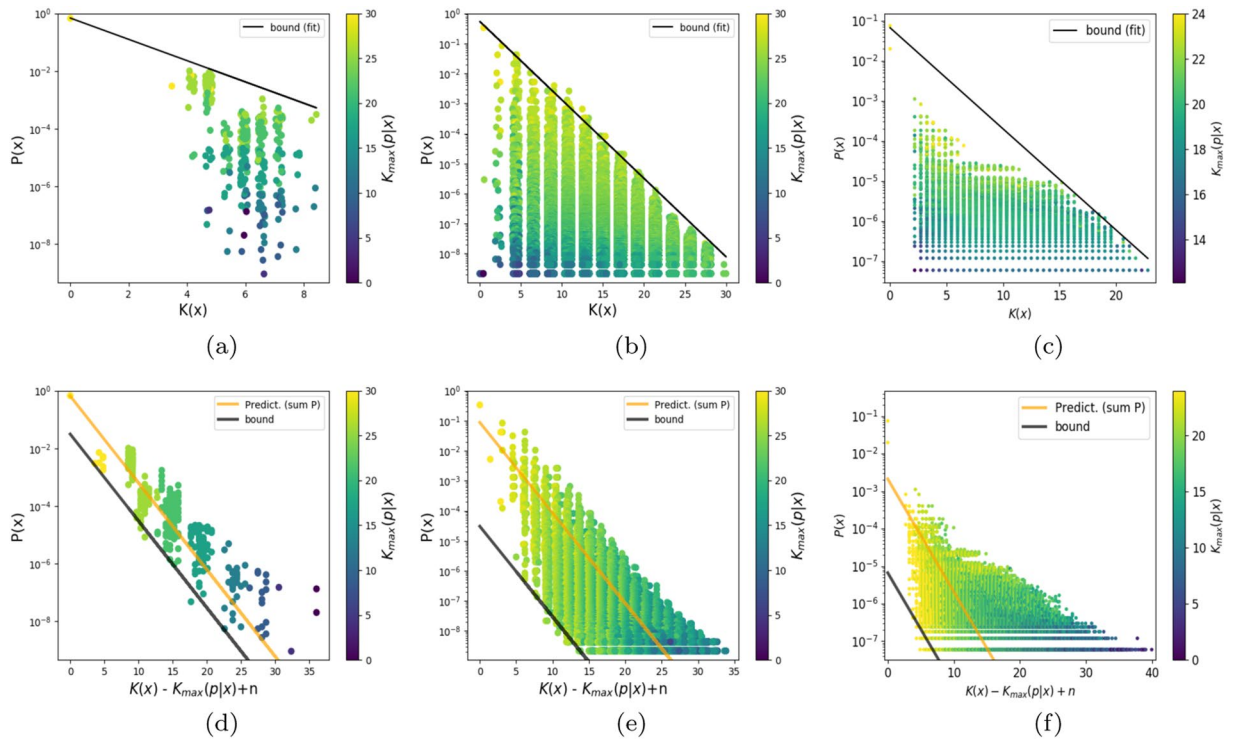 10⁰
10⁻²
10⁻⁴
10⁻⁶
10⁻⁸
P(x)
0 2 4 6 8
K(x)
bound (fit)
30
25
20
15
10
5
0
K_max(p|x)
(a)
10⁰
10⁻¹
10⁻²
10⁻³
10⁻⁴
10⁻⁵
10⁻⁶
10⁻⁷
10⁻⁸
P(x)
0 5 10 15 20 25 30
K(x)
bound (fit)
30
25
20
15
10
5
0
K_max(p|x)
(b)
10⁻¹
10⁻²
10⁻³
10⁻⁴
10⁻⁵
10⁻⁶
10⁻⁷
P(x)
0 5 10 15 20
K(x)
bound (fit)
24
22
20
18
16
14
K_max(p|x)
(c)
10⁰
10⁻²
10⁻⁴
10⁻⁶
10⁻⁸
P(x)
0 5 10 15 20 25 30 35
K(x) - K_max(p|x)+n
Predict. (sum P)
bound
30
25
20
15
10
5
0
K_max(p|x)
(d)
10⁰
10⁻¹
10⁻²
10⁻³
10⁻⁴
10⁻⁵
10⁻⁶
10⁻⁷
10⁻⁸
P(x)
0 5 10 15 20 25 30 35
K(x) - K_max(p|x)+n
Predict. (sum P)
bound
30
25
20
15
10
5
0
K_max(p|x)
(e)
10⁻¹
10⁻²
10⁻³
10⁻⁴
10⁻⁵
10⁻⁶
10⁻⁷
P(x)
0 10 20 30 40
K(x) − K_max(p|x) + n
Predict. (sum P)
bound
20
15
10
5
0
K_max(p|x)
(f)